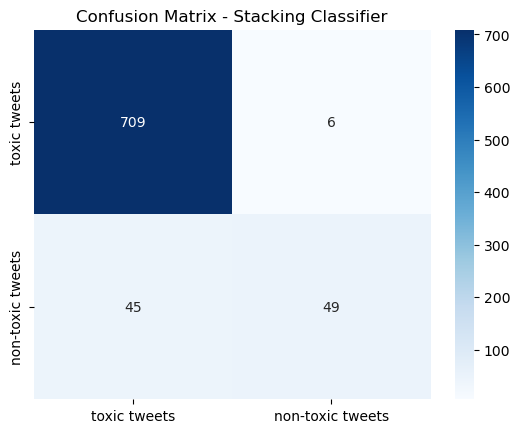 Confusion Matrix - Stacking Classifier
toxic tweets
709
6
non-toxic tweets
45
49
toxic tweets
non-toxic tweets
700
600
500
400
300
200
100